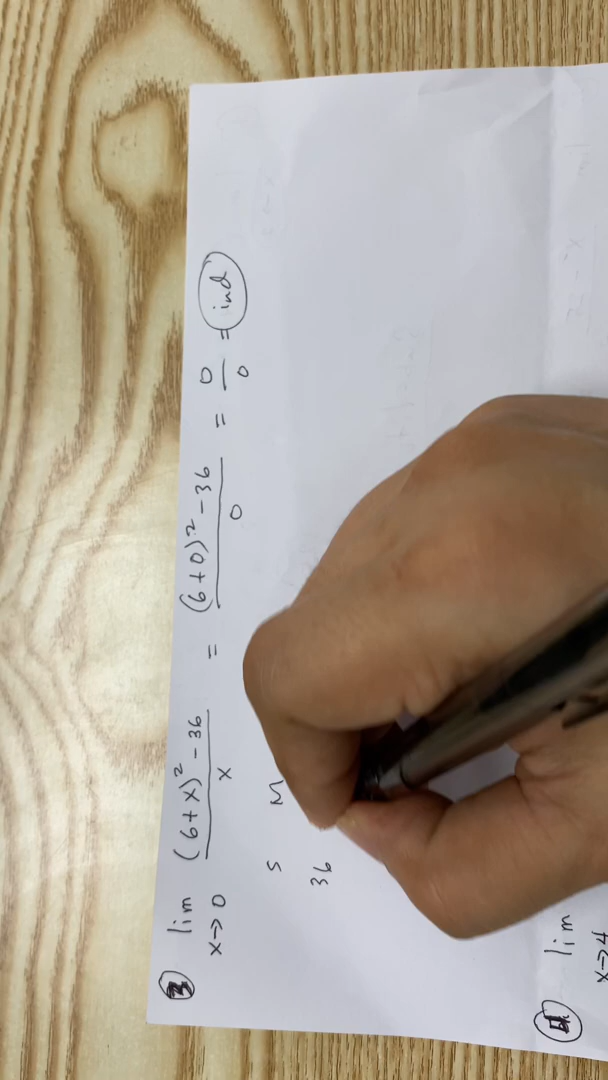 3 lim x→0 (6+x)² - 36 / x = (6+0)² - 36 / 0 = 0/0 = ind
S M
36
4 lim x→4